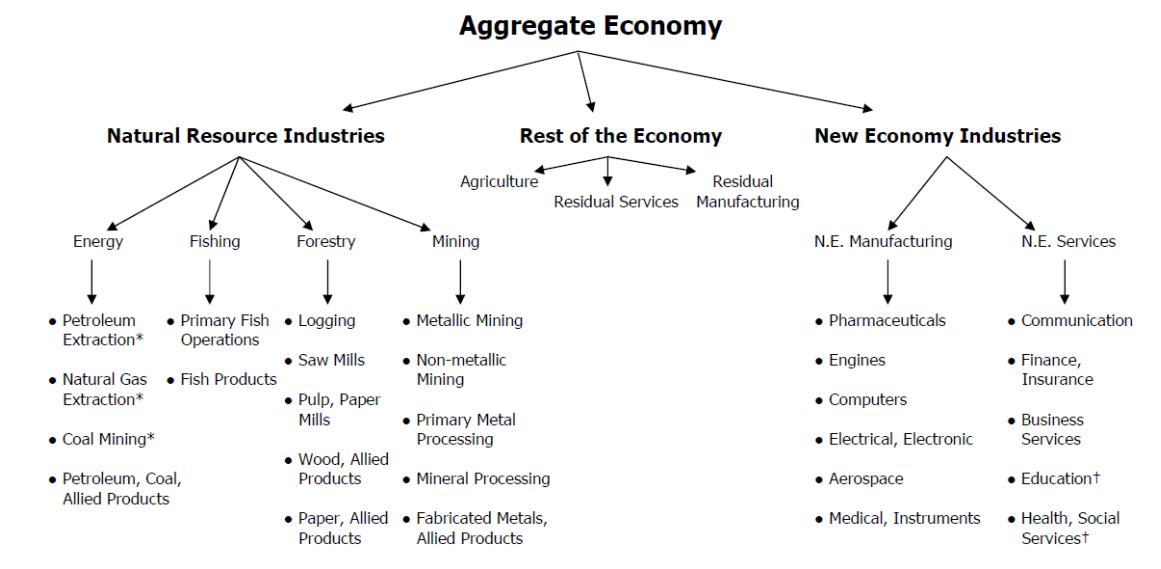 Aggregate Economy
Natural Resource Industries
Rest of the Economy
New Economy Industries
Agriculture
Residual Services
Residual
Manufacturing
Energy
Fishing
Forestry
Mining
N.E. Manufacturing
N.E. Services
● Petroleum
Extraction*
● Natural Gas
Extraction*
● Coal Mining*
● Petroleum, Coal,
Allied Products
● Primary Fish
Operations
● Fish Products
● Logging
● Saw Mills
● Pulp, Paper
Mills
● Wood, Allied
Products
● Paper, Allied
Products
● Metallic Mining
● Non-metallic
Mining
● Primary Metal
Processing
● Mineral Processing
● Fabricated Metals,
Allied Products
● Pharmaceuticals
● Engines
● Computers
● Electrical, Electronic
● Aerospace
● Medical, Instruments
● Communication
● Finance,
Insurance
● Business
Services
● Education†
● Health, Social
Services†